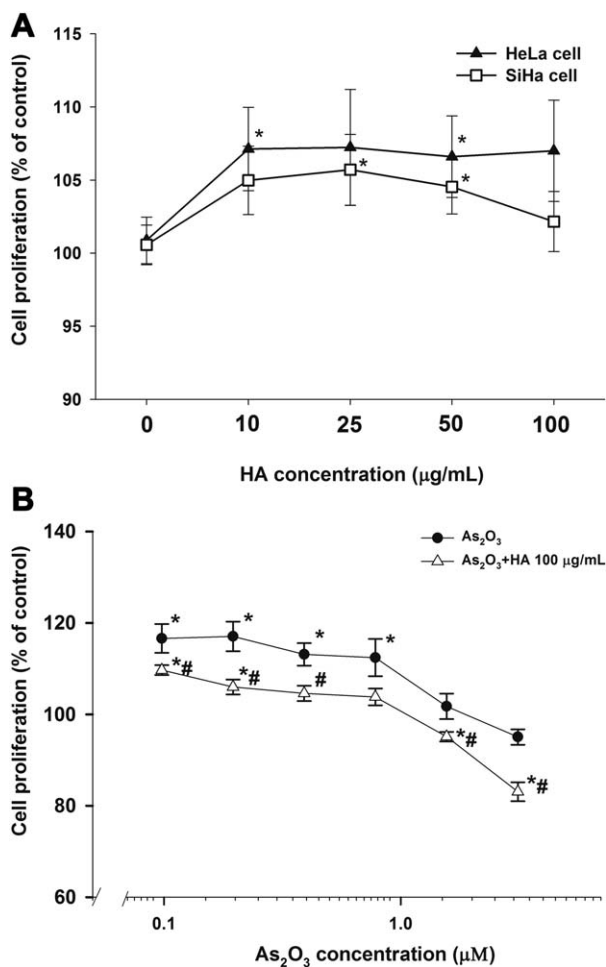 A
115
110
105
100
95
90
Cell proliferation (% of control)
HeLa cell
SiHa cell
*
*
*
*
0 10 25 50 100
HA concentration (μg/mL)
B
140
120
100
80
60
Cell proliferation (% of control)
As₂O₃
As₂O₃+HA 100 μg/mL
* * * *
*# *# #
*#
*#
0.1 1.0
As₂O₃ concentration (μM)